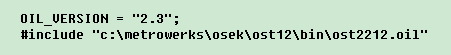 OIL_VERSION = "2.3";
#include "c:\metrowerks\osek\ost12\bin\ost2212.oil"